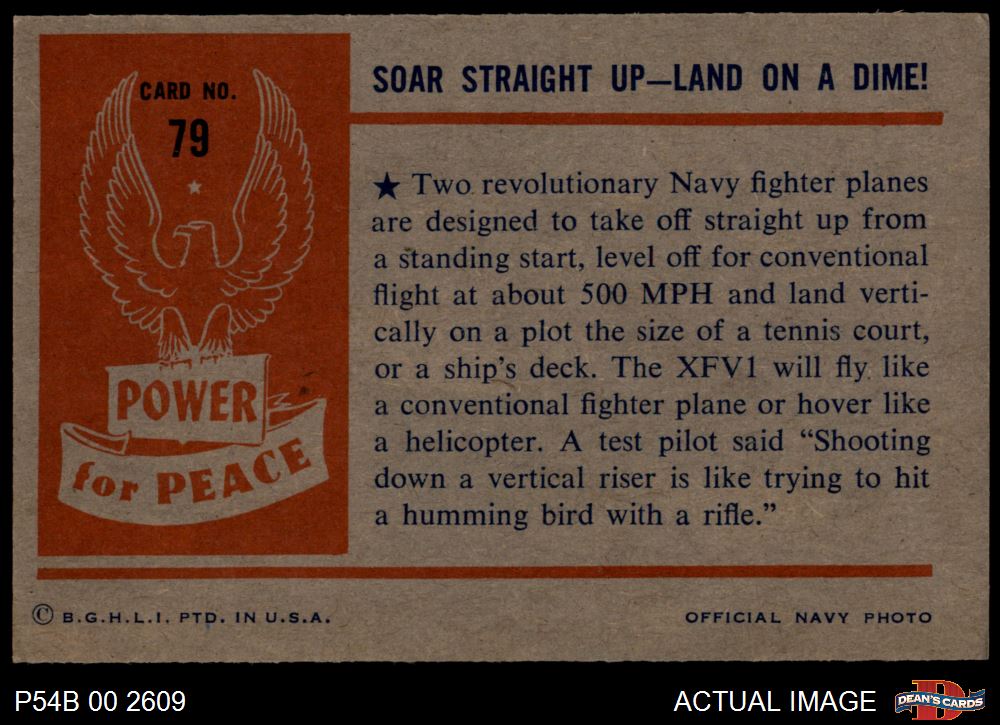 CARD NO.
79
POWER
for PEACE
SOAR STRAIGHT UP—LAND ON A DIME!
★ Two revolutionary Navy fighter planes
are designed to take off straight up from
a standing start, level off for conventional
flight at about 500 MPH and land verti-
cally on a plot the size of a tennis court,
or a ship's deck. The XFV1 will fly like
a conventional fighter plane or hover like
a helicopter. A test pilot said “Shooting
down a vertical riser is like trying to hit
a humming bird with a rifle.”
© B.G.H.L.I. PTD. IN U.S.A.
OFFICIAL NAVY PHOTO
P54B 00 2609
ACTUAL IMAGE
D
DEAN'S CARDS